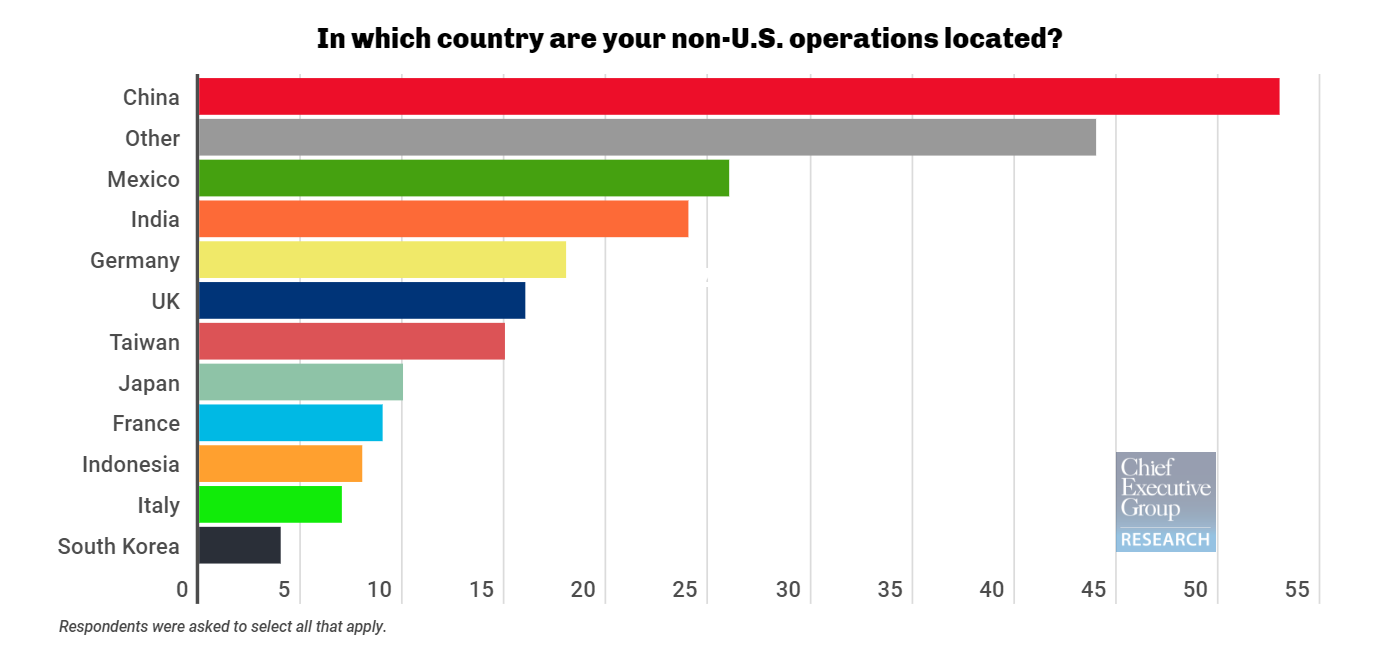 In which country are your non-U.S. operations located?
China
Other
Mexico
India
Germany
UK
Taiwan
Japan
France
Indonesia
Italy
South Korea
0 5 10 15 20 25 30 35 40 45 50 55
Chief
Executive
Group
RESEARCH
Respondents were asked to select all that apply.